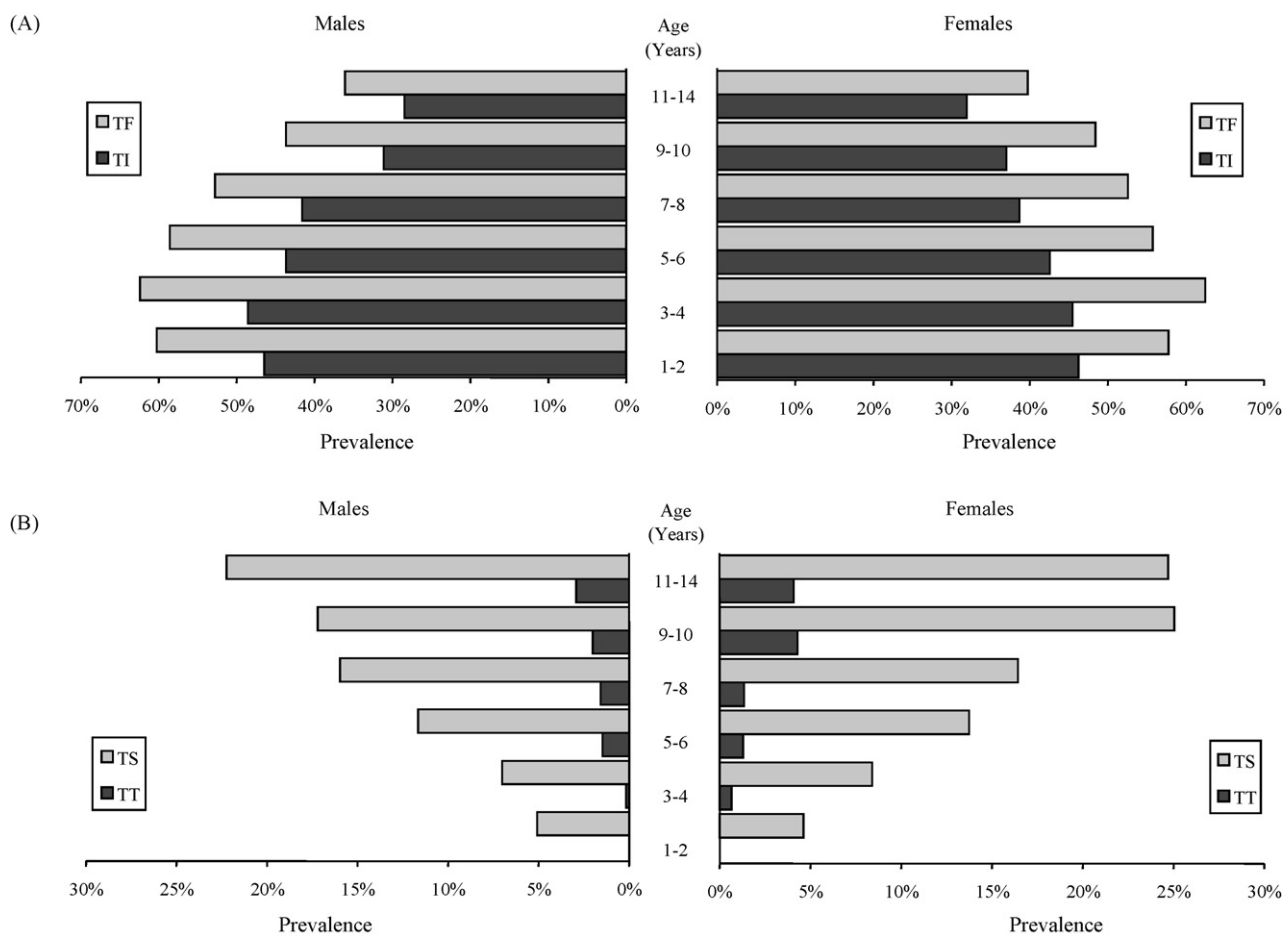 (A)
Males
Age
(Years)
Females
11-14
9-10
7-8
5-6
3-4
1-2
TF
TI
TF
TI
70% 60% 50% 40% 30% 20% 10% 0%
0% 10% 20% 30% 40% 50% 60% 70%
Prevalence
Prevalence
(B)
Males
Age
(Years)
Females
11-14
9-10
7-8
5-6
3-4
1-2
TS
TT
TS
TT
30% 25% 20% 15% 10% 5% 0%
0% 5% 10% 15% 20% 25% 30%
Prevalence
Prevalence